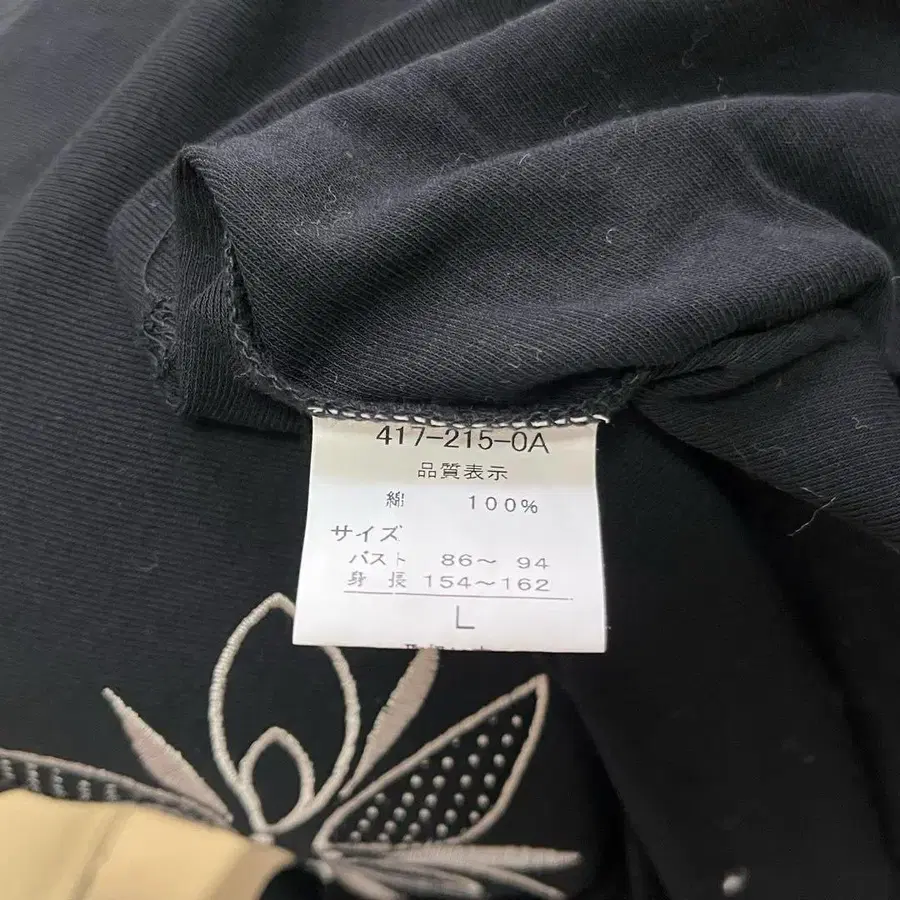 417-215-0A
品質表示
綿 100%
サイズ
バスト 86〜 94
身長 154〜162
L